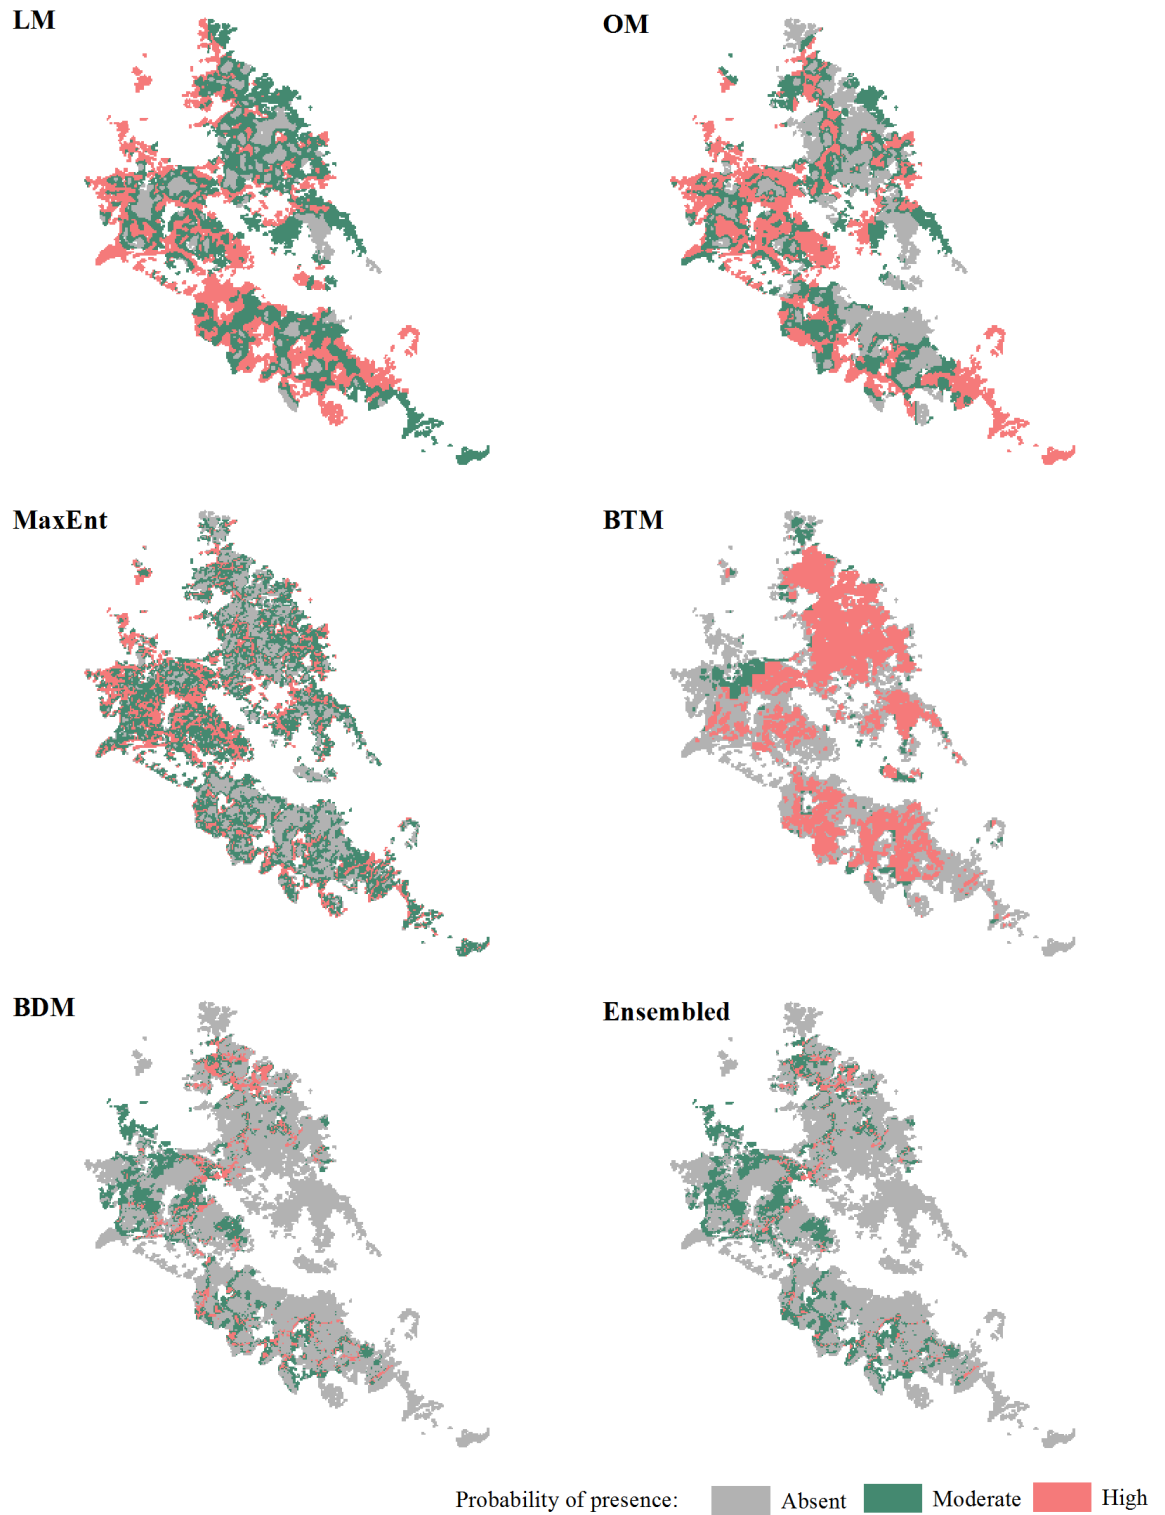 LM
OM
MaxEnt
BTM
BDM
Ensembled
Probability of presence: Absent Moderate High